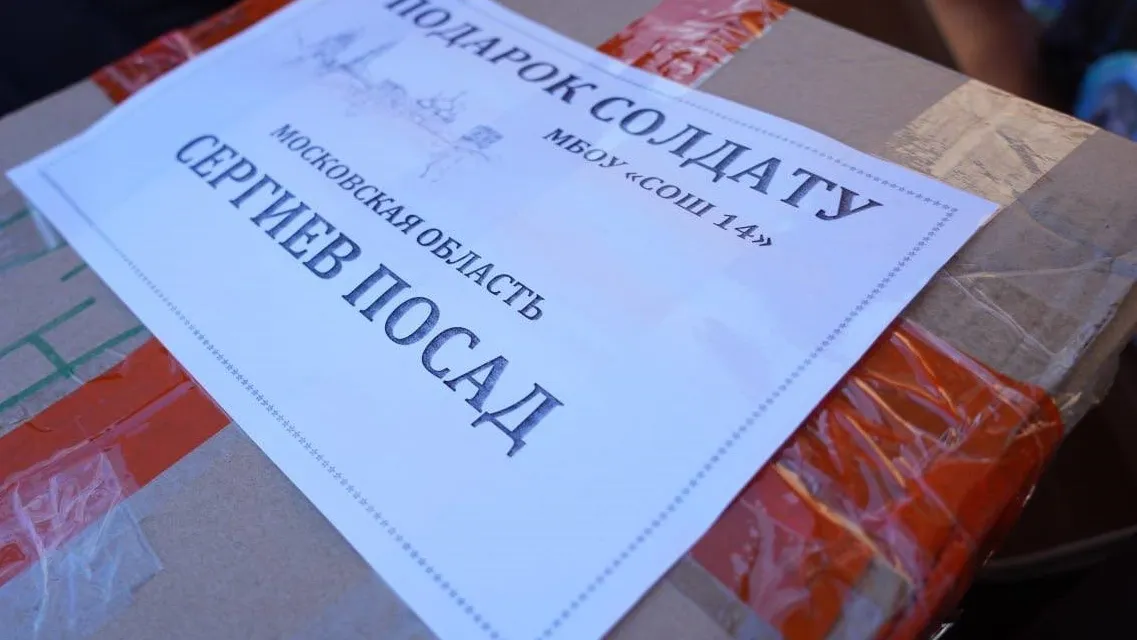 ПОДАРОК СОЛДАТУ
МБОУ «СОШ 14»
МОСКОВСКАЯ ОБЛАСТЬ
СЕРГИЕВ ПОСАД